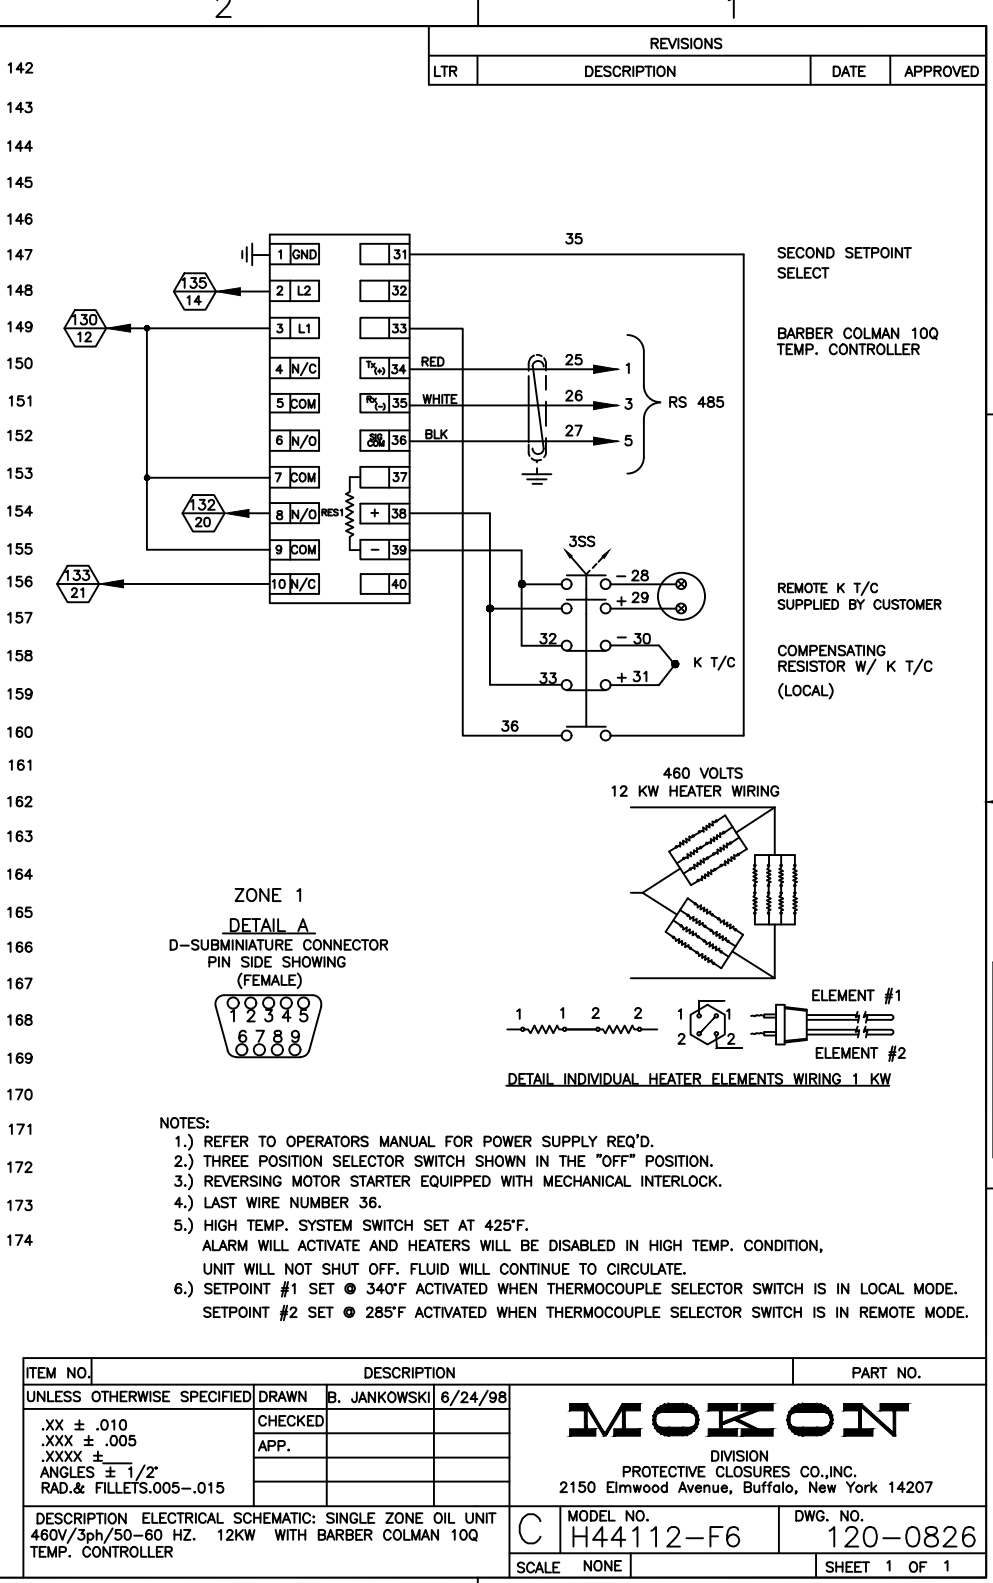 2
1
REVISIONS
LTR DESCRIPTION DATE APPROVED
142
143
144
145
146
147
148
149
150
151
152
153
154
155
156
157
158
159
160
161
162
163
164
165
166
167
168
169
170
171
172
173
174
35
1 GND 31
2 L2 32
3 L1 33
4 N/C Tx(+) 34
5 COM Rx(-) 35
6 N/O SIG COM 36
7 COM 37
8 N/O RES1 + 38
9 COM - 39
10 N/C 40
135
14
130
12
132
20
133
21
RED 25 1
WHITE 26 3
BLK 27 5
RS 485
3SS
- 28
+ 29
32 - 30
33 + 31
K T/C
36
SECOND SETPOINT
SELECT
BARBER COLMAN 10Q
TEMP. CONTROLLER
REMOTE K T/C
SUPPLIED BY CUSTOMER
COMPENSATING
RESISTOR W/ K T/C
(LOCAL)
460 VOLTS
12 KW HEATER WIRING
ZONE 1
DETAIL A
D-SUBMINIATURE CONNECTOR
PIN SIDE SHOWING
(FEMALE)
1 2 3 4 5
6 7 8 9
1 1 2 2
1 1
2 2
ELEMENT #1
ELEMENT #2
DETAIL INDIVIDUAL HEATER ELEMENTS WIRING 1 KW
NOTES:
1.) REFER TO OPERATORS MANUAL FOR POWER SUPPLY REQ'D.
2.) THREE POSITION SELECTOR SWITCH SHOWN IN THE "OFF" POSITION.
3.) REVERSING MOTOR STARTER EQUIPPED WITH MECHANICAL INTERLOCK.
4.) LAST WIRE NUMBER 36.
5.) HIGH TEMP. SYSTEM SWITCH SET AT 425°F.
ALARM WILL ACTIVATE AND HEATERS WILL BE DISABLED IN HIGH TEMP. CONDITION,
UNIT WILL NOT SHUT OFF. FLUID WILL CONTINUE TO CIRCULATE.
6.) SETPOINT #1 SET @ 340°F ACTIVATED WHEN THERMOCOUPLE SELECTOR SWITCH IS IN LOCAL MODE.
SETPOINT #2 SET @ 285°F ACTIVATED WHEN THERMOCOUPLE SELECTOR SWITCH IS IN REMOTE MODE.
ITEM NO. DESCRIPTION PART NO.
UNLESS OTHERWISE SPECIFIED DRAWN B. JANKOWSKI 6/24/98
CHECKED
APP.
.XX ± .010
.XXX ± .005
.XXXX ±___
ANGLES ± 1/2°
RAD.& FILLETS.005-.015
MOKON
DIVISION
PROTECTIVE CLOSURES CO.,INC.
2150 Elmwood Avenue, Buffalo, New York 14207
DESCRIPTION ELECTRICAL SCHEMATIC: SINGLE ZONE OIL UNIT
460V/3ph/50-60 HZ. 12KW WITH BARBER COLMAN 10Q
TEMP. CONTROLLER
C
MODEL NO.
H44112-F6
DWG. NO.
120-0826
SCALE NONE SHEET 1 OF 1